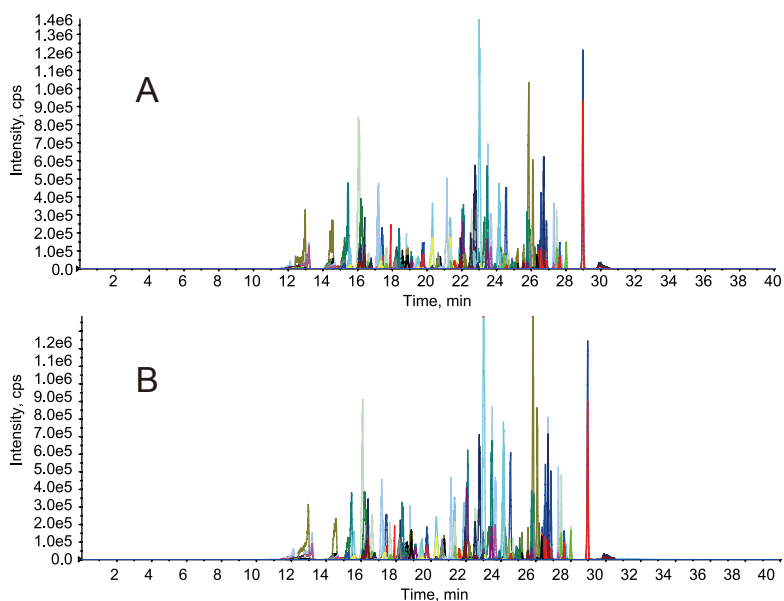 1.4e6
1.3e6
1.2e6
1.1e6
1.0e6
9.0e5
8.0e5
7.0e5
6.0e5
5.0e5
4.0e5
3.0e5
2.0e5
1.0e5
0.0
Intensity, cps
A
2 4 6 8 10 12 14 16 18 20 22 24 26 28 30 32 34 36 38 40
Time, min
1.2e6
1.1e6
1.0e6
9.0e5
8.0e5
7.0e5
6.0e5
5.0e5
4.0e5
3.0e5
2.0e5
1.0e5
0.0
Intensity, cps
B
2 4 6 8 10 12 14 16 18 20 22 24 26 28 30 32 34 36 38 40
Time, min